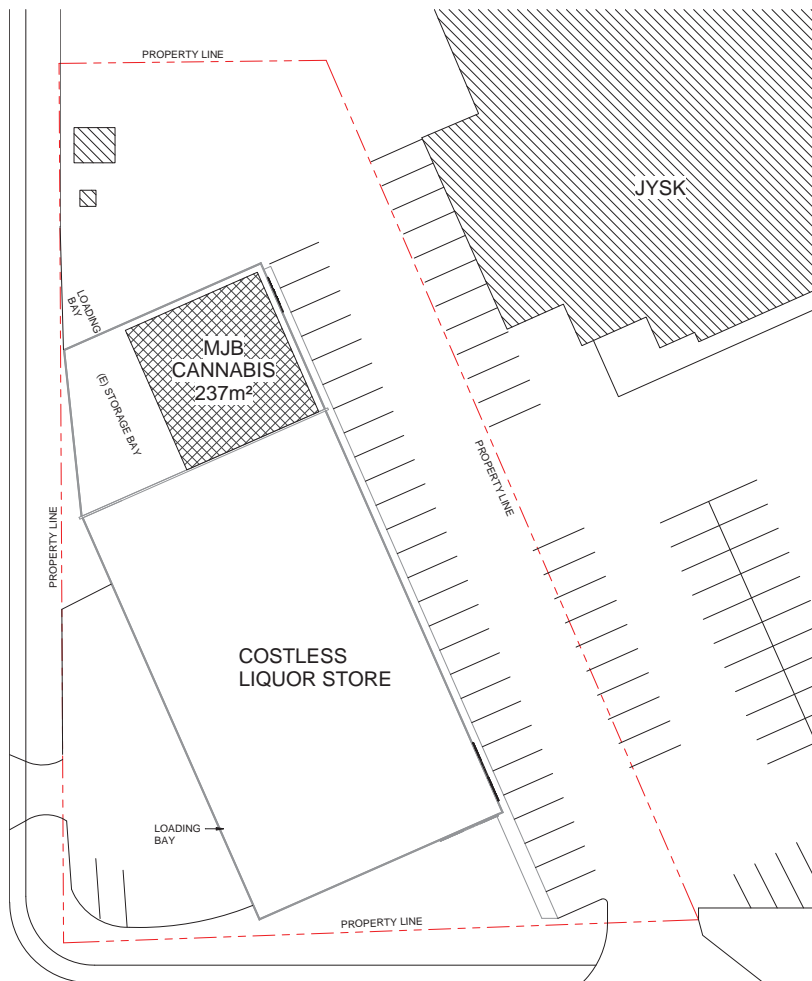 PROPERTY LINE
JYSK
LOADING
BAY
MJB
CANNABIS
237m²
(E) STORAGE BAY
PROPERTY LINE
PROPERTY LINE
COSTLESS
LIQUOR STORE
LOADING
BAY
PROPERTY LINE